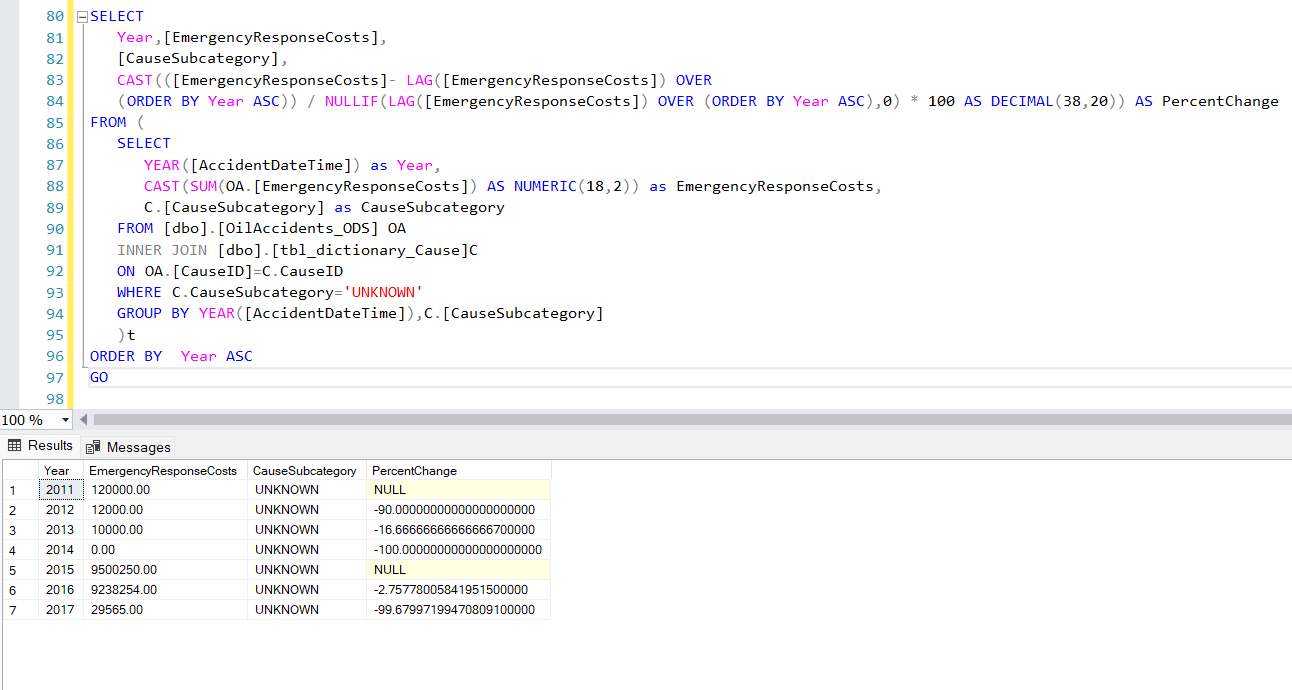 80 SELECT
81 Year,[EmergencyResponseCosts],
82 [CauseSubcategory],
83 CAST(([EmergencyResponseCosts]- LAG([EmergencyResponseCosts]) OVER
84 (ORDER BY Year ASC)) / NULLIF(LAG([EmergencyResponseCosts]) OVER (ORDER BY Year ASC),0) * 100 AS DECIMAL(38,20)) AS PercentChange
85 FROM (
86 SELECT
87 YEAR([AccidentDateTime]) as Year,
88 CAST(SUM(OA.[EmergencyResponseCosts]) AS NUMERIC(18,2)) as EmergencyResponseCosts,
89 C.[CauseSubcategory] as CauseSubcategory
90 FROM [dbo].[OilAccidents_ODS] OA
91 INNER JOIN [dbo].[tbl_dictionary_Cause]C
92 ON OA.[CauseID]=C.CauseID
93 WHERE C.CauseSubcategory='UNKNOWN'
94 GROUP BY YEAR([AccidentDateTime]),C.[CauseSubcategory]
95 )t
96 ORDER BY  Year ASC
97 GO
98
100 %
Results Messages
Year EmergencyResponseCosts CauseSubcategory PercentChange
1 2011 120000.00 UNKNOWN NULL
2 2012 12000.00 UNKNOWN -90.00000000000000000000
3 2013 10000.00 UNKNOWN -16.66666666666666700000
4 2014 0.00 UNKNOWN -100.00000000000000000000
5 2015 9500250.00 UNKNOWN NULL
6 2016 9238254.00 UNKNOWN -2.75778005841951500000
7 2017 29565.00 UNKNOWN -99.67997199470809100000